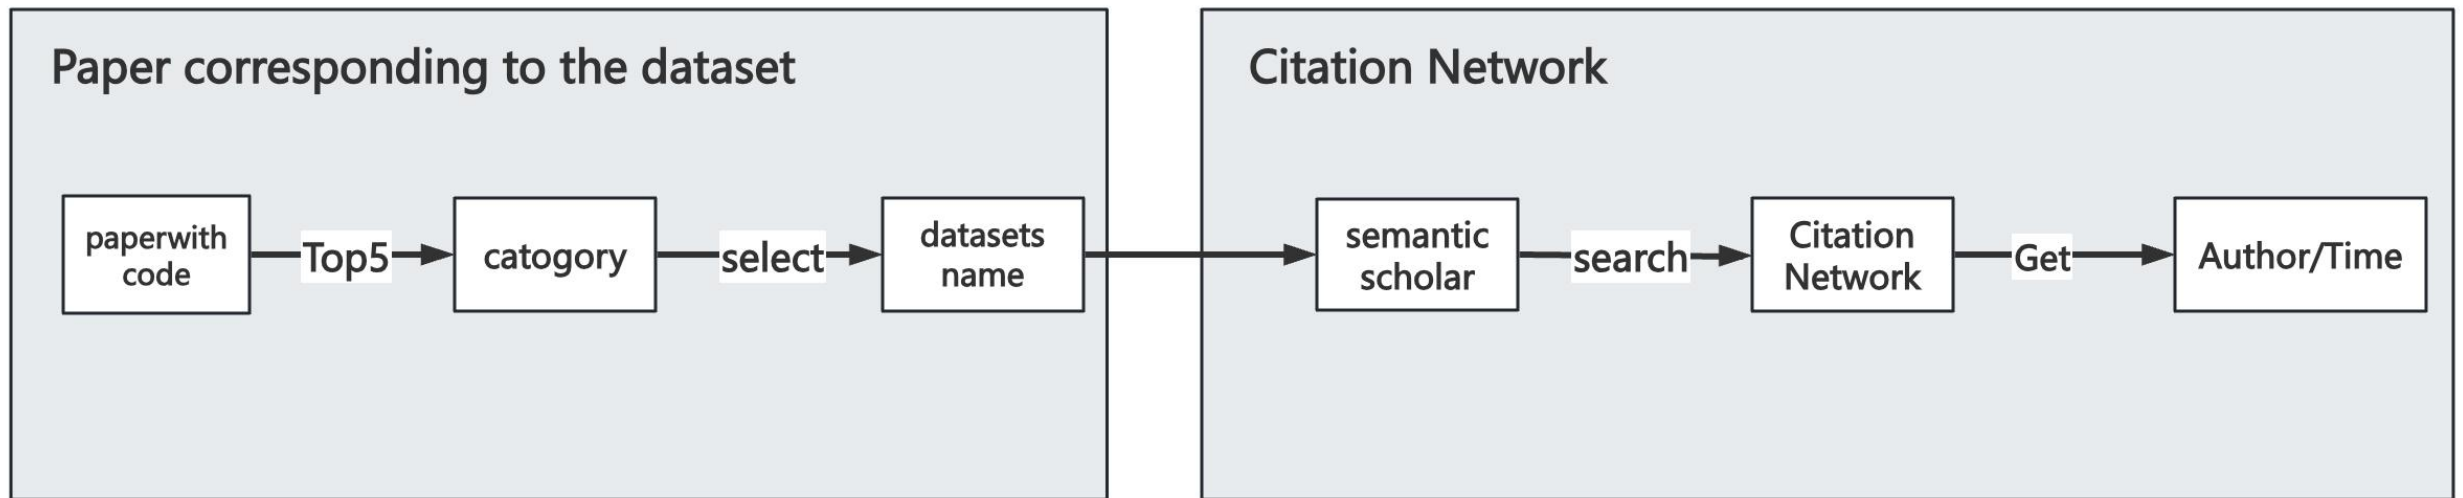 Paper corresponding to the dataset
paperwith
code
Top5
catogory
select
datasets
name
Citation Network
semantic
scholar
search
Citation
Network
Get
Author/Time